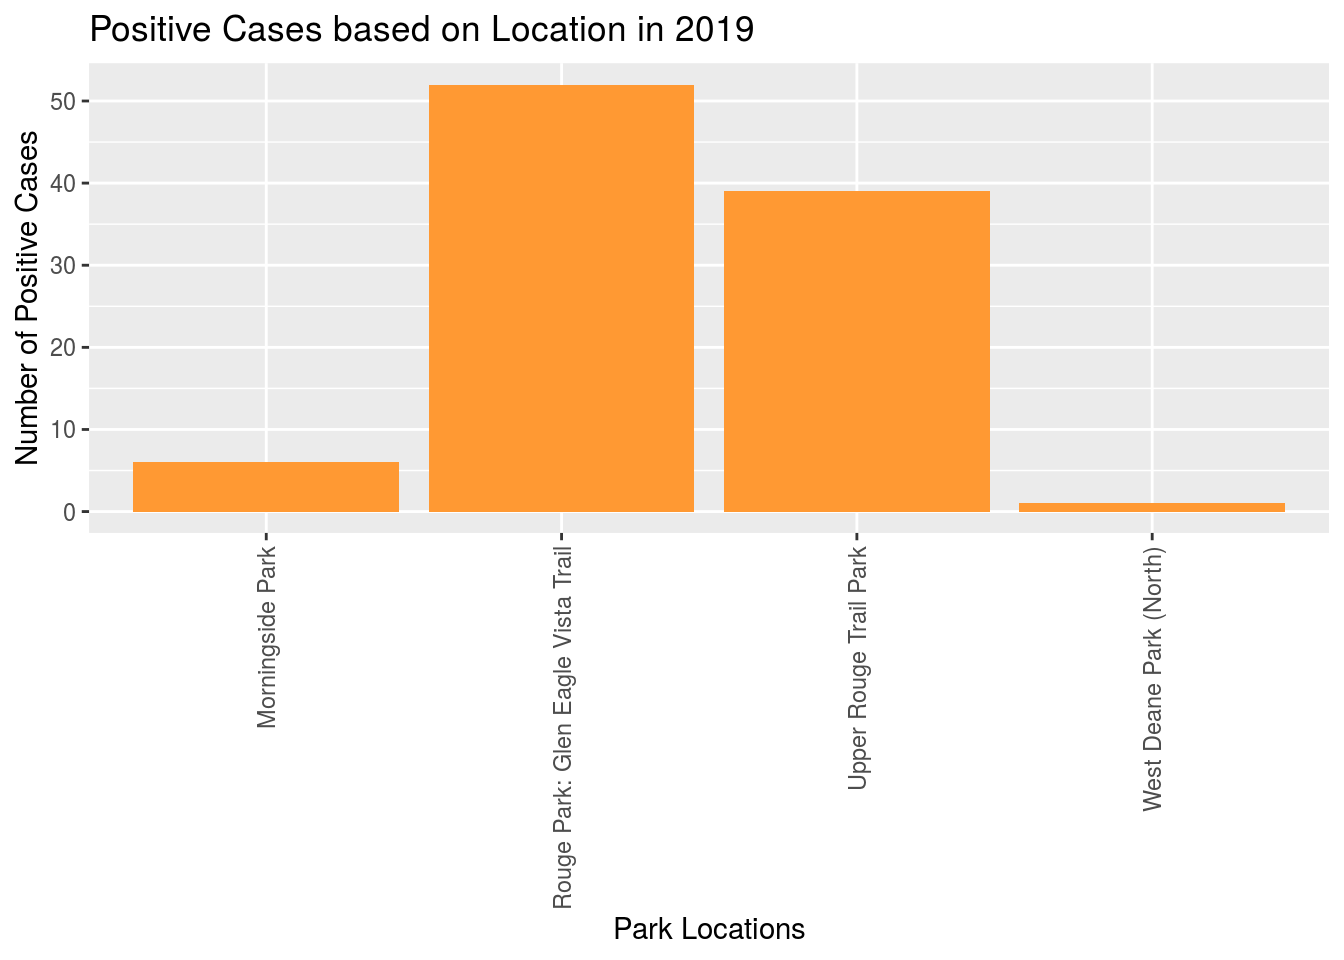 Positive Cases based on Location in 2019
Number of Positive Cases
50
40
30
20
10
0
Morningside Park
Rouge Park: Glen Eagle Vista Trail
Upper Rouge Trail Park
West Deane Park (North)
Park Locations